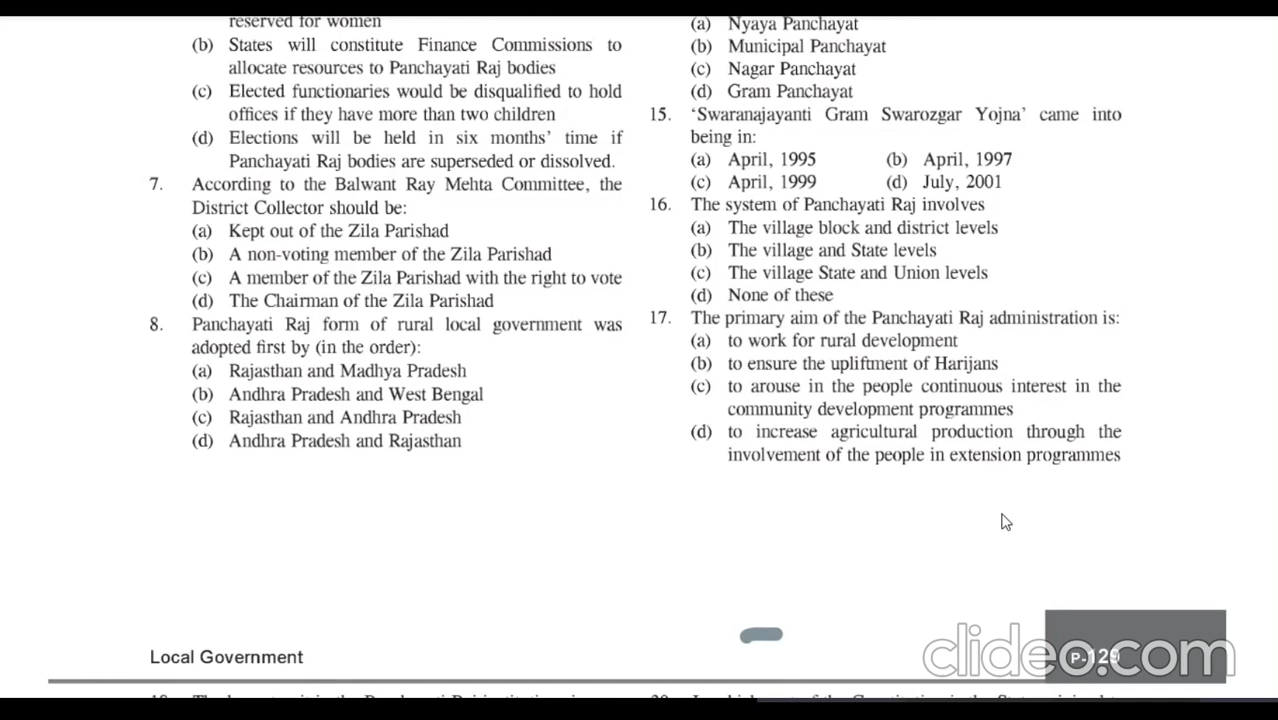 reserved for women
(b) States will constitute Finance Commissions to
allocate resources to Panchayati Raj bodies
(c) Elected functionaries would be disqualified to hold
offices if they have more than two children
(d) Elections will be held in six months' time if
Panchayati Raj bodies are superseded or dissolved.
7. According to the Balwant Ray Mehta Committee, the
District Collector should be:
(a) Kept out of the Zila Parishad
(b) A non-voting member of the Zila Parishad
(c) A member of the Zila Parishad with the right to vote
(d) The Chairman of the Zila Parishad
8. Panchayati Raj form of rural local government was
adopted first by (in the order):
(a) Rajasthan and Madhya Pradesh
(b) Andhra Pradesh and West Bengal
(c) Rajasthan and Andhra Pradesh
(d) Andhra Pradesh and Rajasthan
(a) Nyaya Panchayat
(b) Municipal Panchayat
(c) Nagar Panchayat
(d) Gram Panchayat
15. 'Swaranajayanti Gram Swarozgar Yojna' came into
being in:
(a) April, 1995 (b) April, 1997
(c) April, 1999 (d) July, 2001
16. The system of Panchayati Raj involves
(a) The village block and district levels
(b) The village and State levels
(c) The village State and Union levels
(d) None of these
17. The primary aim of the Panchayati Raj administration is:
(a) to work for rural development
(b) to ensure the upliftment of Harijans
(c) to arouse in the people continuous interest in the
community development programmes
(d) to increase agricultural production through the
involvement of the people in extension programmes
Local Government
P-129
clideo.com